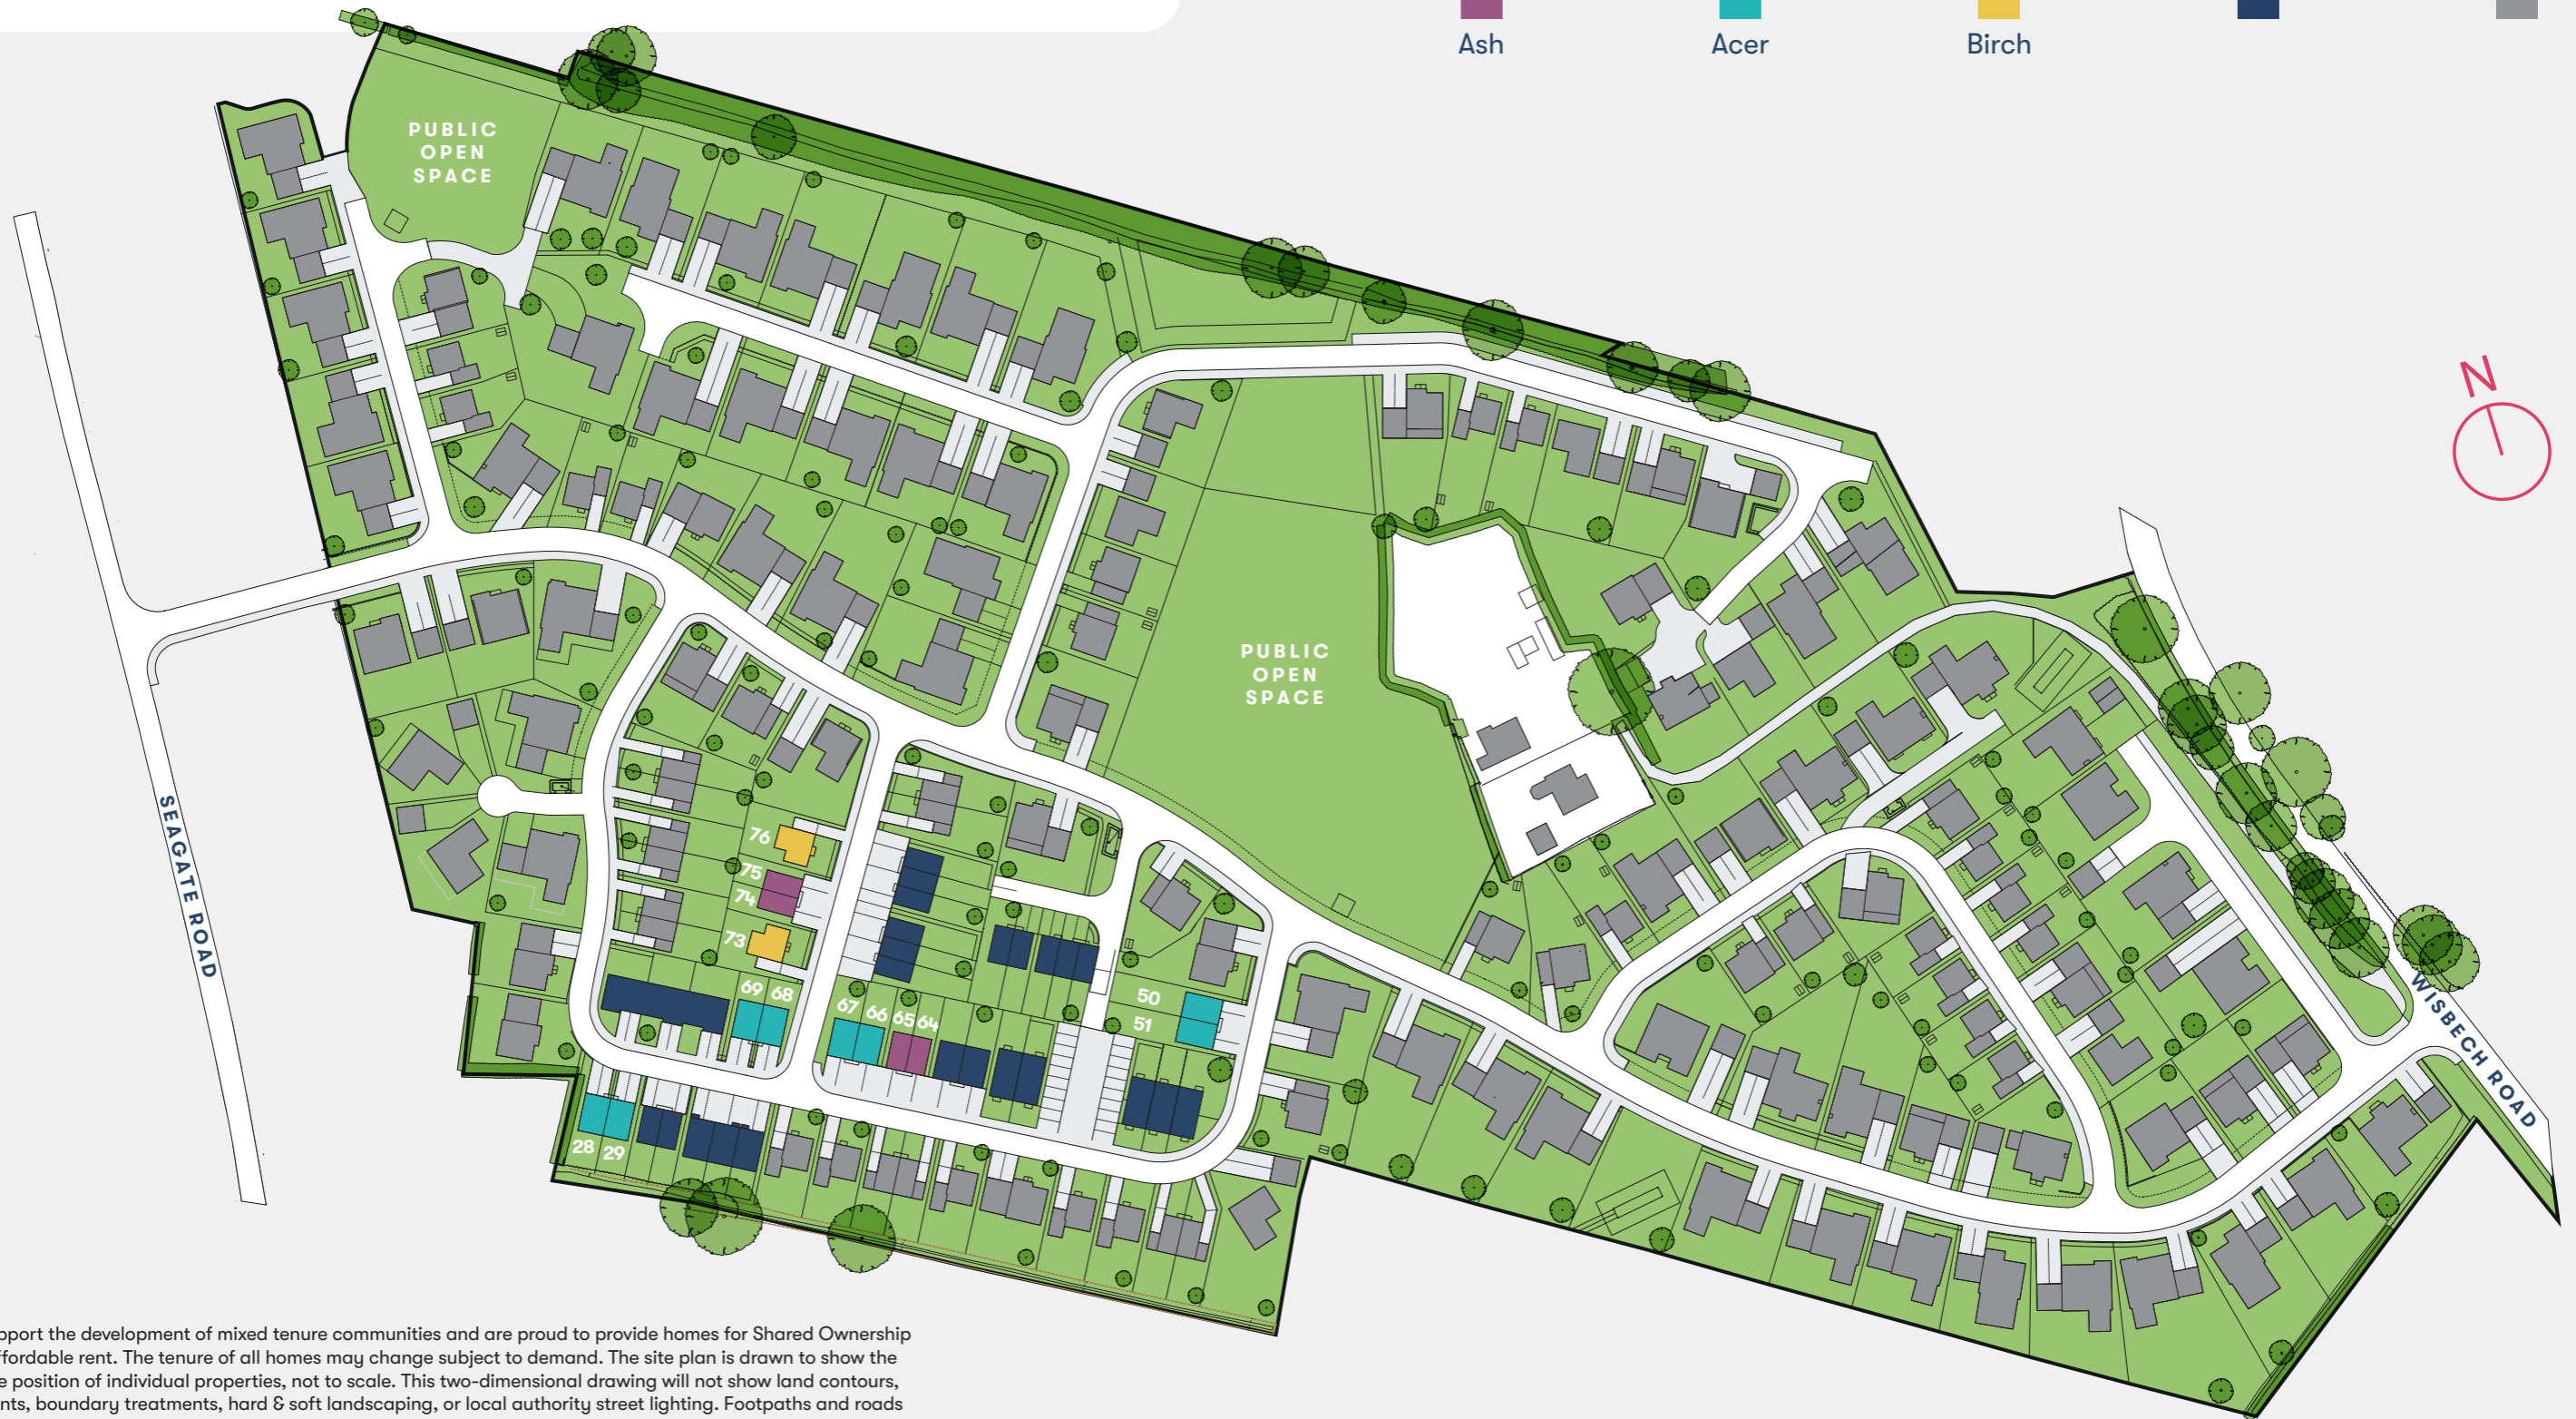 Ash
Acer
Birch
PUBLIC
OPEN
SPACE
N
PUBLIC
OPEN
SPACE
SEAGATE ROAD
WISBECH ROAD
76
75
74
73
69 68
67 66 65 64
50
51
28 29
pport the development of mixed tenure communities and are proud to provide homes for Shared Ownership
ffordable rent. The tenure of all homes may change subject to demand. The site plan is drawn to show the
e position of individual properties, not to scale. This two-dimensional drawing will not show land contours,
nts, boundary treatments, hard & soft landscaping, or local authority street lighting. Footpaths and roads